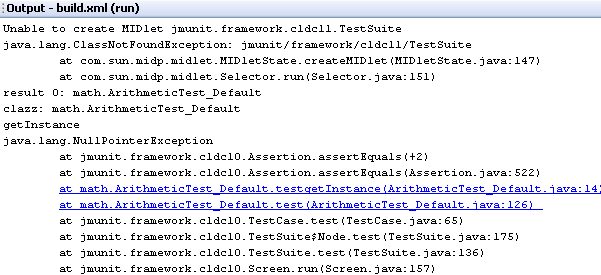 Output - build.xml (run)
Unable to create MIDlet jmunit.framework.cldc11.TestSuite
java.lang.ClassNotFoundException: jmunit/framework/cldc11/TestSuite
at com.sun.midp.midlet.MIDletState.createMIDlet(MIDletState.java:147)
at com.sun.midp.midlet.Selector.run(Selector.java:151)
result 0: math.ArithmeticTest_Default
clazz: math.ArithmeticTest_Default
getInstance
java.lang.NullPointerException
at jmunit.framework.cldc10.Assertion.assertEquals(+2)
at jmunit.framework.cldc10.Assertion.assertEquals(Assertion.java:522)
at math.ArithmeticTest_Default.testgetInstance(ArithmeticTest_Default.java:14)
at math.ArithmeticTest_Default.test(ArithmeticTest_Default.java:126)
at jmunit.framework.cldc10.TestCase.test(TestCase.java:65)
at jmunit.framework.cldc10.TestSuite$Node.test(TestSuite.java:175)
at jmunit.framework.cldc10.TestSuite.test(TestSuite.java:136)
at jmunit.framework.cldc10.Screen.run(Screen.java:157)